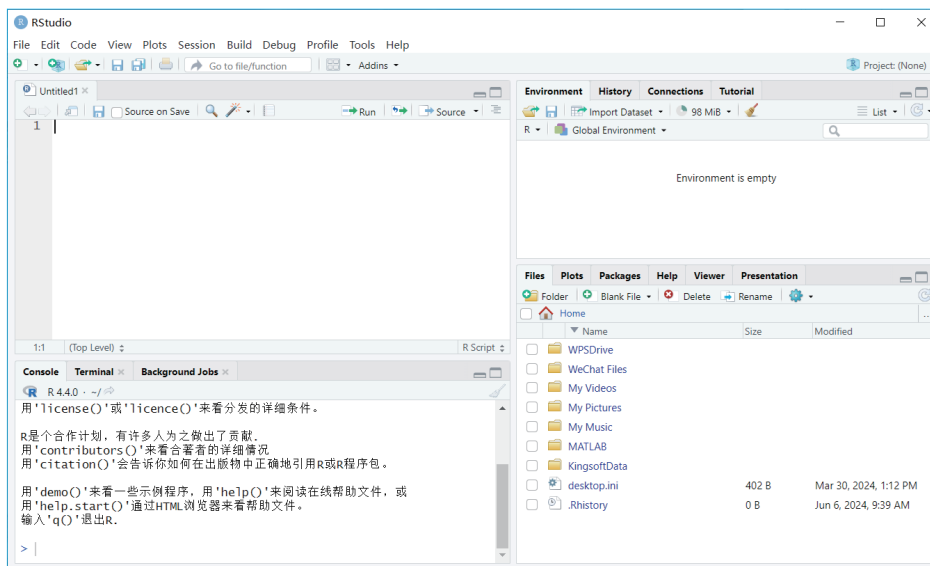 RStudio
File Edit Code View Plots Session Build Debug Profile Tools Help
Go to file/function Addins Project: (None)
Untitled1
Source on Save Run Source
1
1:1 (Top Level) R Script
Console Terminal Background Jobs
R 4.4.0 · ~/
用'license()'或'licence()'来看分发的详细条件。
R是个合作计划，有许多人为之做出了贡献.
用'contributors()'来看合著者的详细情况
用'citation()'会告诉你如何在出版物中正确地引用R或R程序包。
用'demo()'来看一些示例程序，用'help()'来阅读在线帮助文件，或
用'help.start()'通过HTML浏览器来看帮助文件。
输入'q()'退出R.
>
Environment History Connections Tutorial
Import Dataset 98 MiB List
R Global Environment
Environment is empty
Files Plots Packages Help Viewer Presentation
Folder Blank File Delete Rename
Home ...
Name Size Modified
WPSDrive
WeChat Files
My Videos
My Pictures
My Music
MATLAB
KingsoftData
desktop.ini 402 B Mar 30, 2024, 1:12 PM
.Rhistory 0 B Jun 6, 2024, 9:39 AM